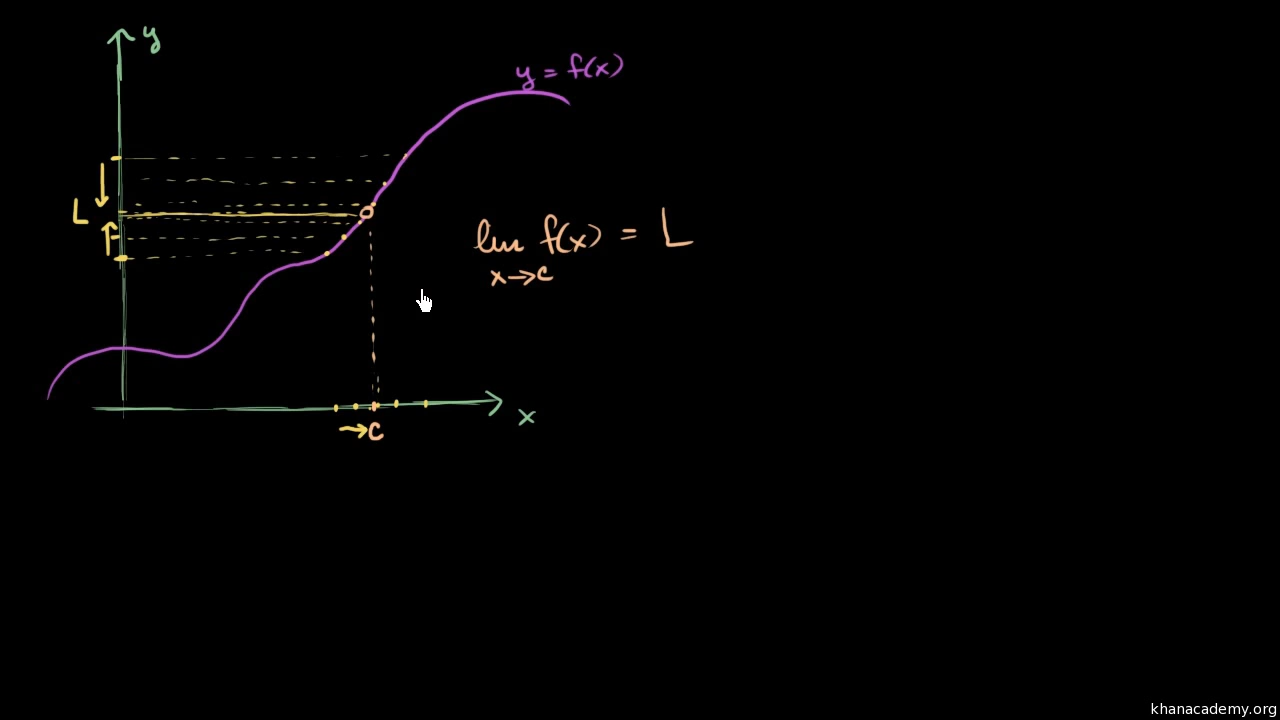 y
y = f(x)
L
lim f(x) = L
x→c
x
→c
khanacademy.org